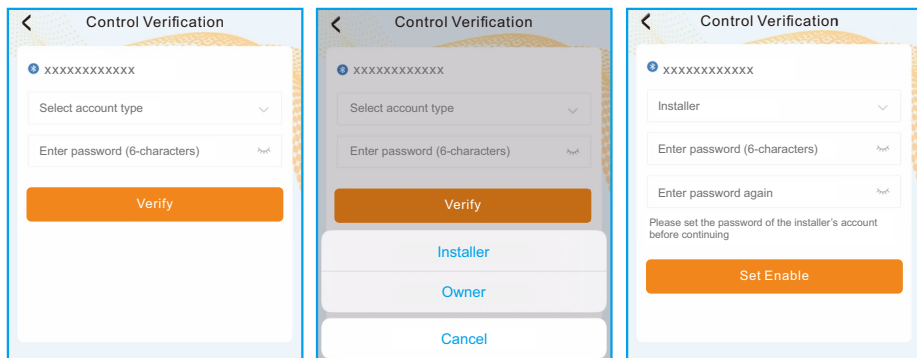 Control Verification
xxxxxxxxxxxx
Select account type
Enter password (6-characters)
Verify
Control Verification
xxxxxxxxxxxx
Select account type
Enter password (6-characters)
Verify
Installer
Owner
Cancel
Control Verification
xxxxxxxxxxxx
Installer
Enter password (6-characters)
Enter password again
Please set the password of the installer's account
before continuing
Set Enable